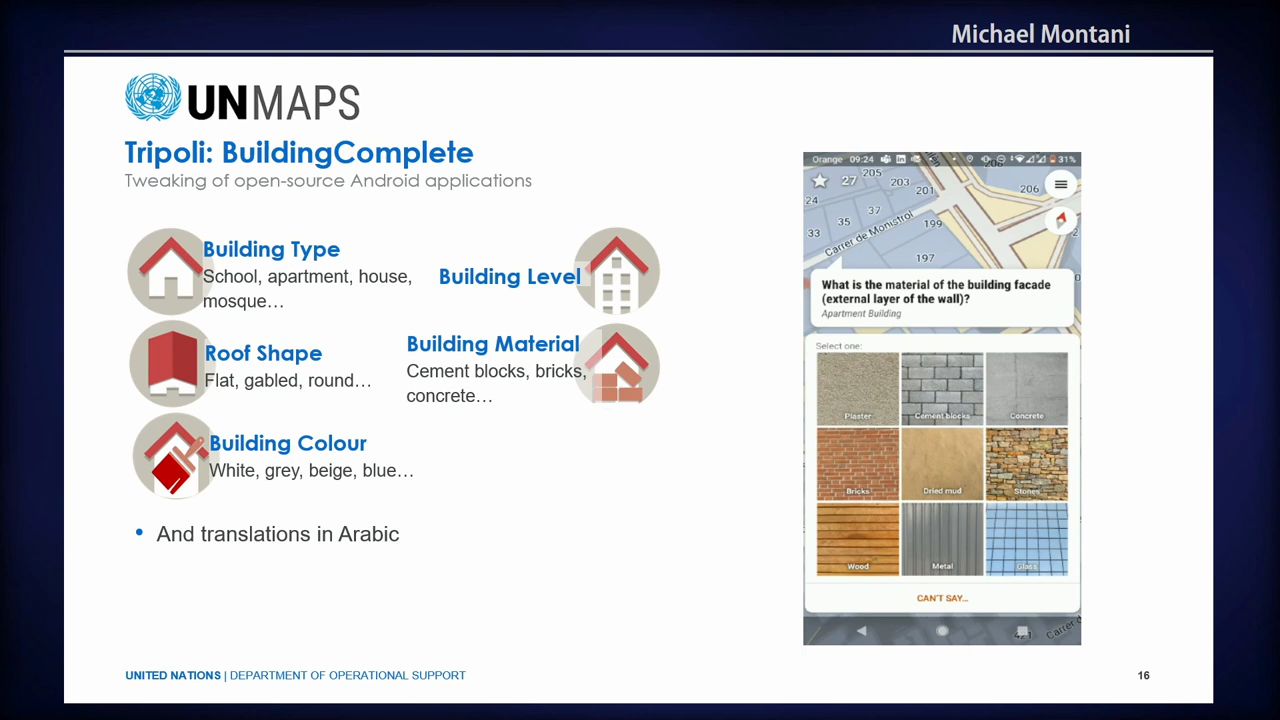 Michael Montani
UNMAPS
Tripoli: BuildingComplete
Tweaking of open-source Android applications
Building Type
School, apartment, house,
mosque…
Building Level
Roof Shape
Flat, gabled, round…
Building Material
Cement blocks, bricks,
concrete…
Building Colour
White, grey, beige, blue…
• And translations in Arabic
Orange 09:24 31%
27
205
203
201
206
24
37
35
33
199
Carrer de Monistrol
197
What is the material of the building facade
(external layer of the wall)?
Apartment Building
Select one:
Plaster
Cement blocks
Concrete
Bricks
Dried mud
Stones
Wood
Metal
Glass
CAN'T SAY…
UNITED NATIONS | DEPARTMENT OF OPERATIONAL SUPPORT
16